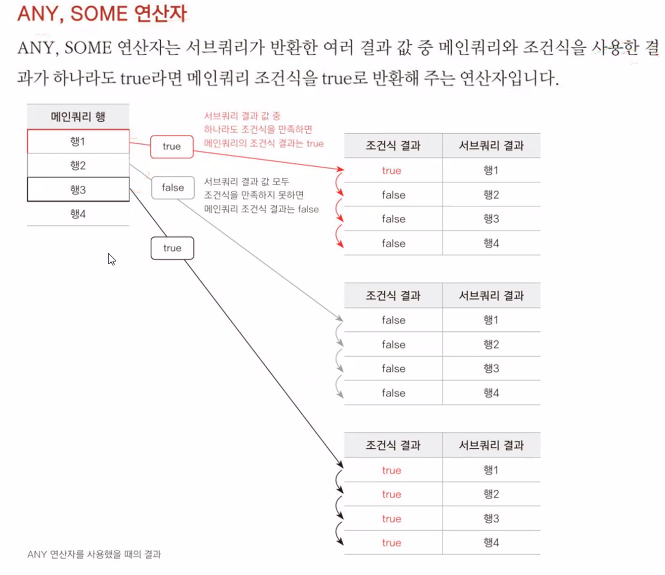 ANY, SOME 연산자
ANY, SOME 연산자는 서브쿼리가 반환한 여러 결과 값 중 메인쿼리와 조건식을 사용한 결
과가 하나라도 true라면 메인쿼리 조건식을 true로 반환해 주는 연산자입니다.
메인쿼리 행
행1
행2
행3
행4
true
서브쿼리 결과 값 중
하나라도 조건식을 만족하면
메인쿼리의 조건식 결과는 true
false
서브쿼리 결과 값 모두
조건식을 만족하지 못하면
메인쿼리 조건식 결과는 false
true
조건식 결과 서브쿼리 결과
true 행1
false 행2
false 행3
false 행4
조건식 결과 서브쿼리 결과
false 행1
false 행2
false 행3
false 행4
조건식 결과 서브쿼리 결과
true 행1
true 행2
true 행3
true 행4
ANY 연산자를 사용했을 때의 결과